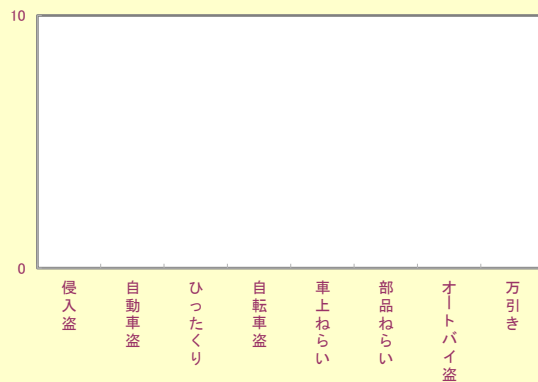 10
0
侵入盗
自動車盗
ひったくり
自転車盗
車上ねらい
部品ねらい
オートバイ盗
万引き